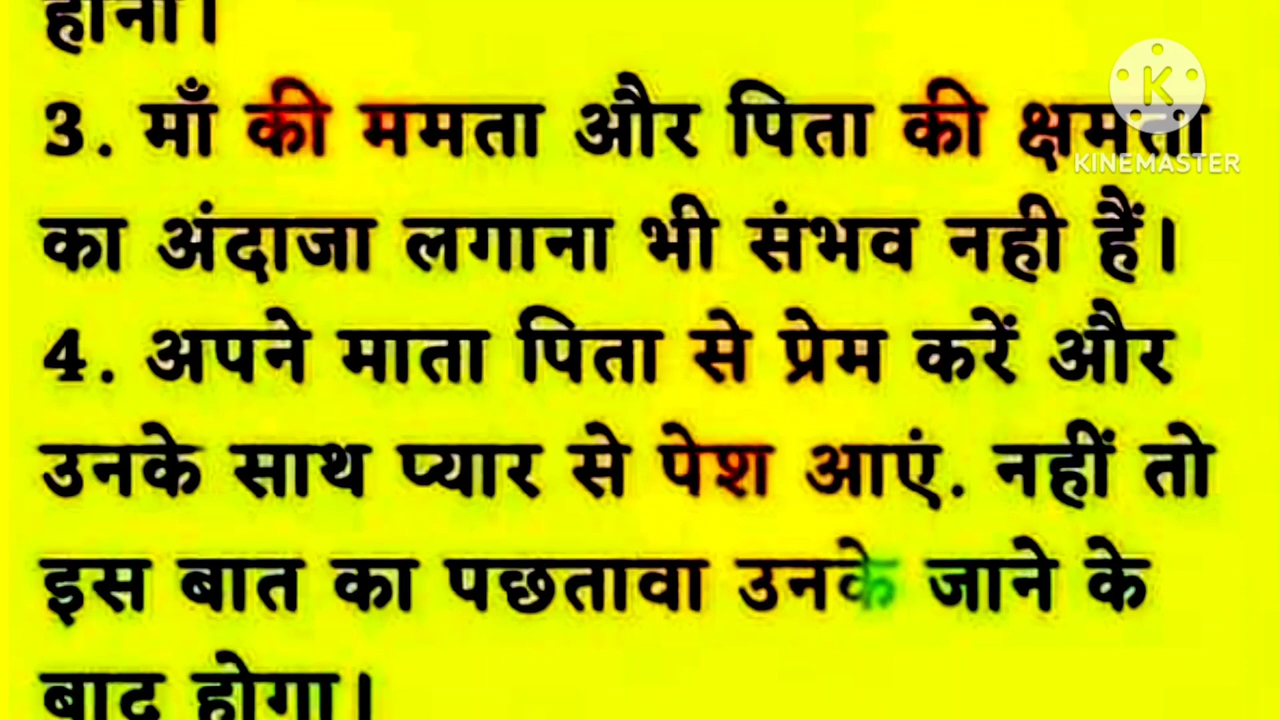 होना।
3. माँ की ममता और पिता की क्षमता
KINEMASTER
का अंदाजा लगाना भी संभव नही हैं।
4. अपने माता पिता से प्रेम करें और
उनके साथ प्यार से पेश आएं. नहीं तो
इस बात का पछतावा उनके जाने के
बाद होगा।